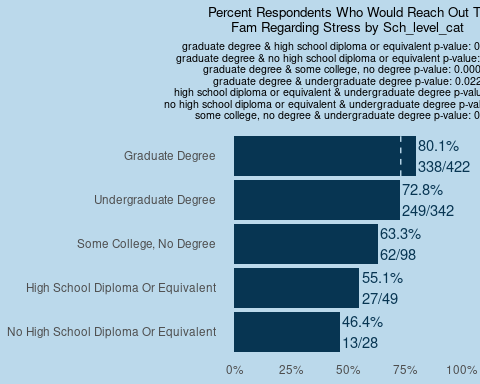 Percent Respondents Who Would Reach Out T
Fam Regarding Stress by Sch_level_cat
graduate degree & high school diploma or equivalent p-value: 0
graduate degree & no high school diploma or equivalent p-value:
graduate degree & some college, no degree p-value: 0.000
graduate degree & undergraduate degree p-value: 0.022
high school diploma or equivalent & undergraduate degree p-value
no high school diploma or equivalent & undergraduate degree p-val
some college, no degree & undergraduate degree p-value: 0
Graduate Degree 80.1%
338/422
Undergraduate Degree 72.8%
249/342
Some College, No Degree 63.3%
62/98
High School Diploma Or Equivalent 55.1%
27/49
No High School Diploma Or Equivalent 46.4%
13/28
0% 25% 50% 75% 100%